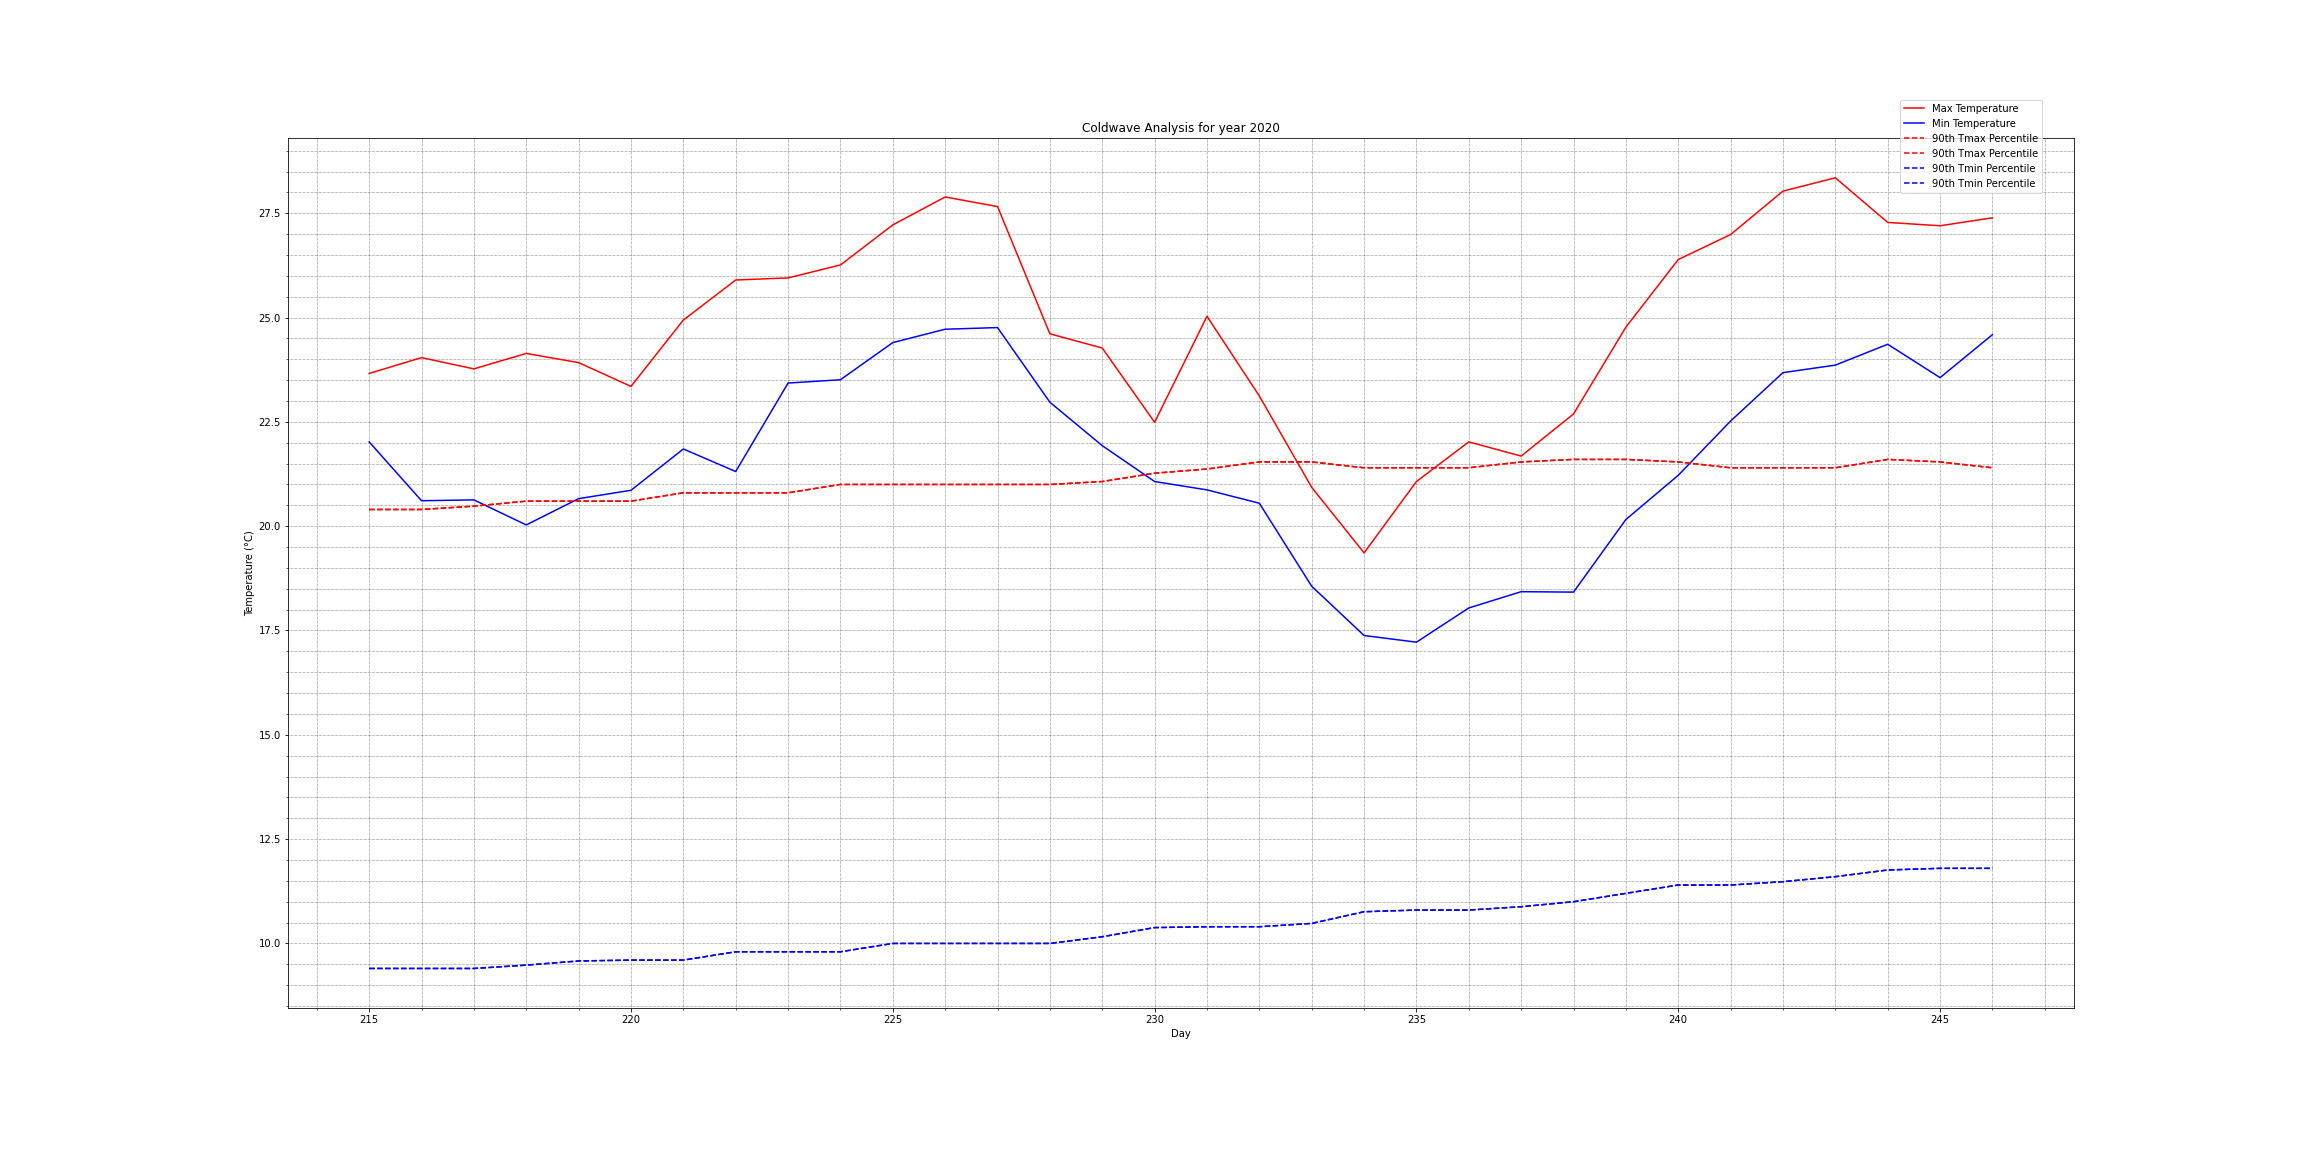 Coldwave Analysis for year 2020
Max Temperature
Min Temperature
90th Tmax Percentile
90th Tmax Percentile
90th Tmin Percentile
90th Tmin Percentile
Temperature (°C)
27.5
25.0
22.5
20.0
17.5
15.0
12.5
10.0
215 220 225 230 235 240 245
Day